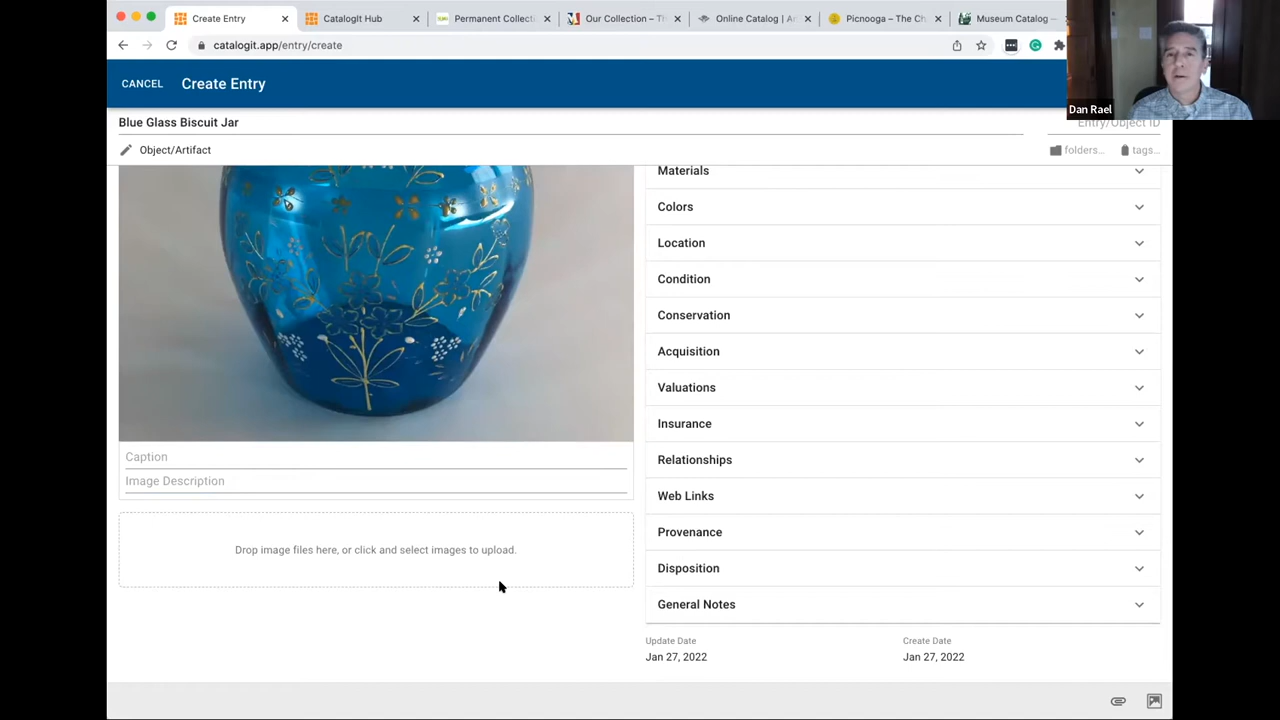 Create Entry
CatalogIt Hub
Permanent Collecti
Our Collection – Th
Online Catalog | A
Picnooga – The Ch
Museum Catalog –
catalogit.app/entry/create
CANCEL
Create Entry
Dan Rael
Blue Glass Biscuit Jar
Entry/Object ID
Object/Artifact
folders...
tags...
Materials
Colors
Location
Condition
Conservation
Acquisition
Valuations
Insurance
Relationships
Web Links
Provenance
Disposition
General Notes
Caption
Image Description
Drop image files here, or click and select images to upload.
Update Date
Create Date
Jan 27, 2022
Jan 27, 2022